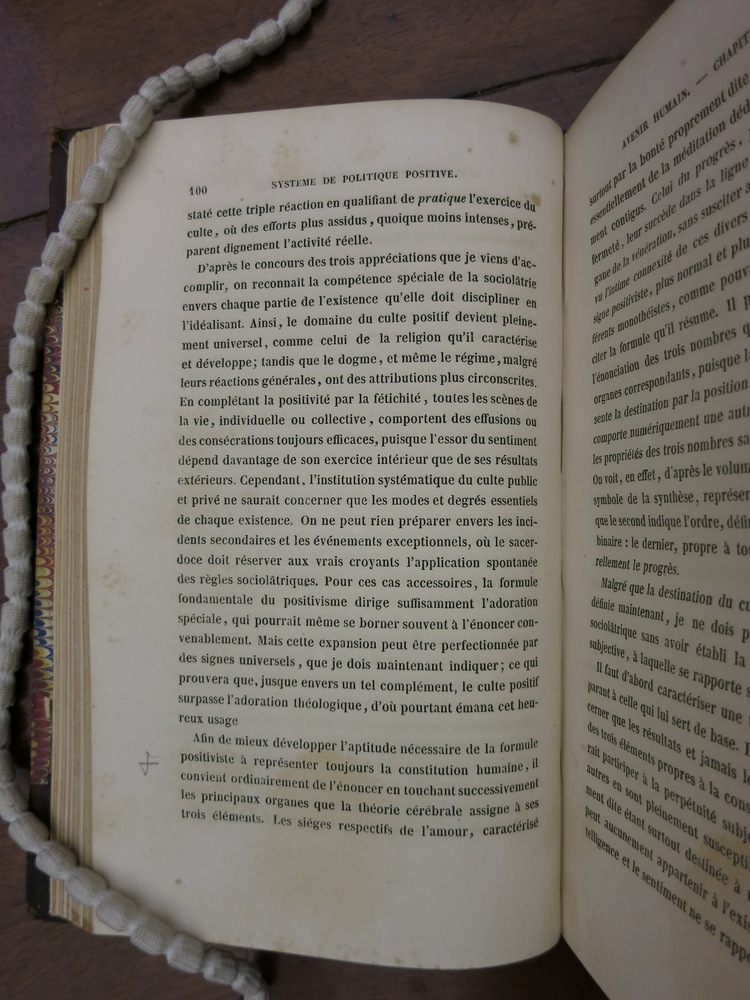 100 SYSTEME DE POLITIQUE POSITIVE.
staté cette triple réaction en qualifiant de pratique l'exercice du
culte, où des efforts plus assidus, quoique moins intenses, pré-
parent dignement l'activité réelle.
D'après le concours des trois appréciations que je viens d'ac-
complir, on reconnaît la compétence spéciale de la sociolâtrie
envers chaque partie de l'existence qu'elle doit discipliner en
l'idéalisant. Ainsi, le domaine du culte positif devient pleine-
ment universel, comme celui de la religion qu'il caractérise
et développe; tandis que le dogme, et même le régime, malgré
leurs réactions générales, ont des attributions plus circonscrites.
En complétant la positivité par la fétichité, toutes les scènes de
la vie, individuelle ou collective, comportent des effusions ou
des consécrations toujours efficaces, puisque l'essor du sentiment
dépend davantage de son exercice intérieur que de ses résultats
extérieurs. Cependant, l'institution systématique du culte public
et privé ne saurait concerner que les modes et degrés essentiels
de chaque existence. On ne peut rien préparer envers les inci-
dents secondaires et les événements exceptionnels, où le sacer-
doce doit réserver aux vrais croyants l'application spontanée
des règles sociolâtriques. Pour ces cas accessoires, la formule
fondamentale du positivisme dirige suffisamment l'adoration
spéciale, qui pourrait même se borner souvent à l'énoncer con-
venablement. Mais cette expansion peut être perfectionnée par
des signes universels, que je dois maintenant indiquer; ce qui
prouvera que, jusque envers un tel complément, le culte positif
surpasse l'adoration théologique, d'où pourtant émana cet heu-
reux usage
Afin de mieux développer l'aptitude nécessaire de la formule
positiviste à représenter toujours la constitution humaine, il
convient ordinairement de l'énoncer en touchant successivement
les principaux organes que la théorie cérébrale assigne à ses
trois éléments. Les siéges respectifs de l'amour, caractérisé
AVENIR HUMAIN. — CHAPIT
surtout par la bonté proprement dite
essentiellement de la méditation déd
ment contigus. Celui du progrès,
fermeté, leur succède dans la ligne
gane de la vénération, sans susciter
vu l'intime connexité de ces divers
signe positiviste, plus normal et plu
férents monothéistes, comme pouv
citer la formule qu'il résume. Il p
l'énonciation des trois nombres q
organes correspondants, puisque l
sente la destination par la position
comporte numériquement une autr
les propriétés des trois nombres sa
On voit, en effet, d'après le volum
symbole de la synthèse, représen
que le second indique l'ordre, défi
binaire : le dernier, propre à to
rellement le progrès.
Malgré que la destination du cu
définie maintenant, je ne dois p
sociolâtrique sans avoir établi la
subjective, à laquelle se rapporte s
Il faut d'abord caractériser une
parant à celle qui lui sert de base. I
cerner que les résultats et jamais le
des trois éléments propres à la cons
rait participer à la perpétuité subj
autres en sont pleinement suscepti
ment dite étant surtout destinée à
peut aucunement appartenir à l'exis
telligence et le sentiment ne se rappo